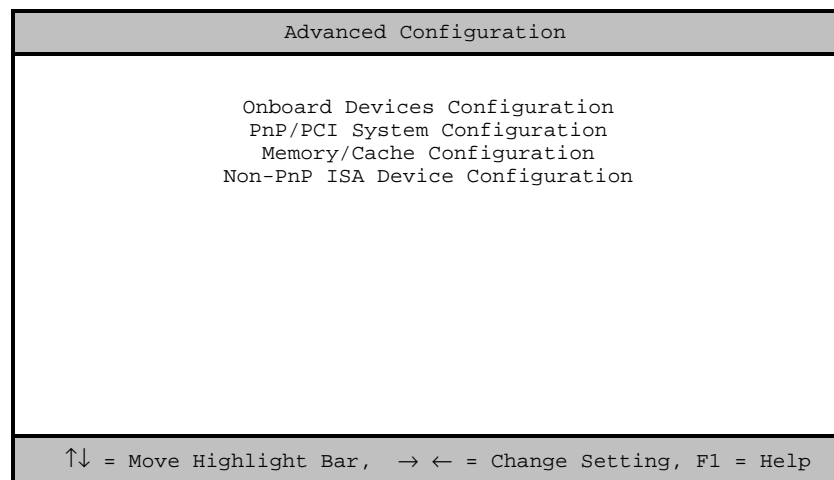 Advanced Configuration
Onboard Devices Configuration
PnP/PCI System Configuration
Memory/Cache Configuration
Non-PnP ISA Device Configuration
↑↓ = Move Highlight Bar, → ← = Change Setting, F1 = Help